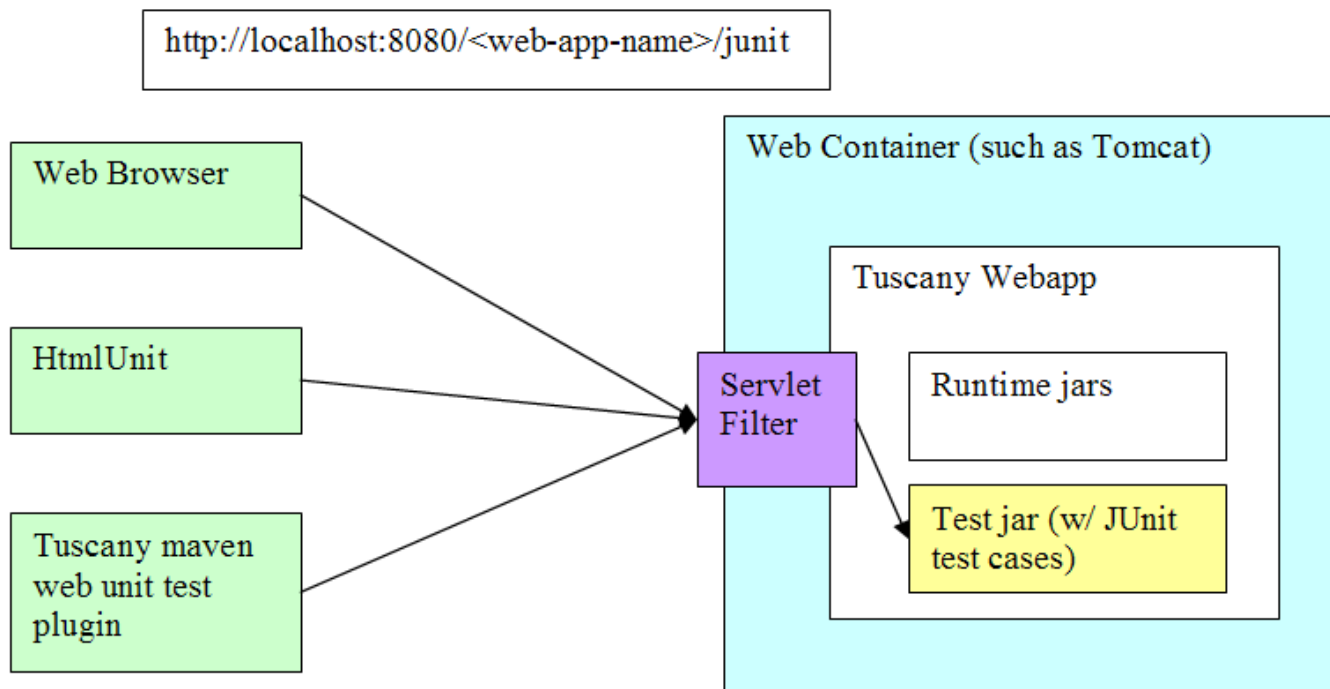 http://localhost:8080/<web-app-name>/junit
Web Browser
HtmlUnit
Tuscany maven
web unit test
plugin
Web Container (such as Tomcat)
Tuscany Webapp
Servlet
Filter
Runtime jars
Test jar (w/ JUnit
test cases)